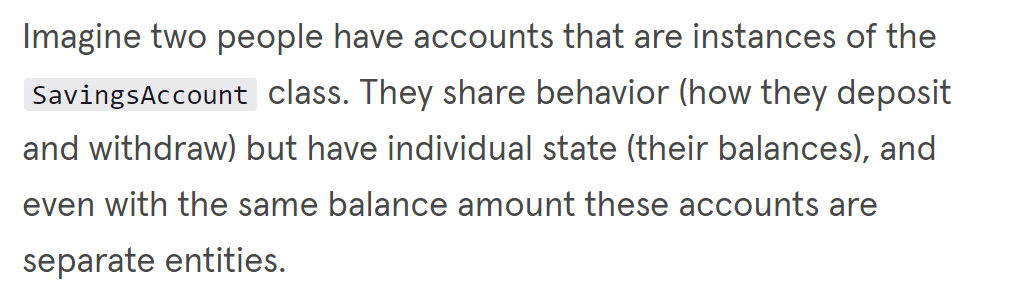 Imagine two people have accounts that are instances of the
SavingsAccount class. They share behavior (how they deposit
and withdraw) but have individual state (their balances), and
even with the same balance amount these accounts are
separate entities.